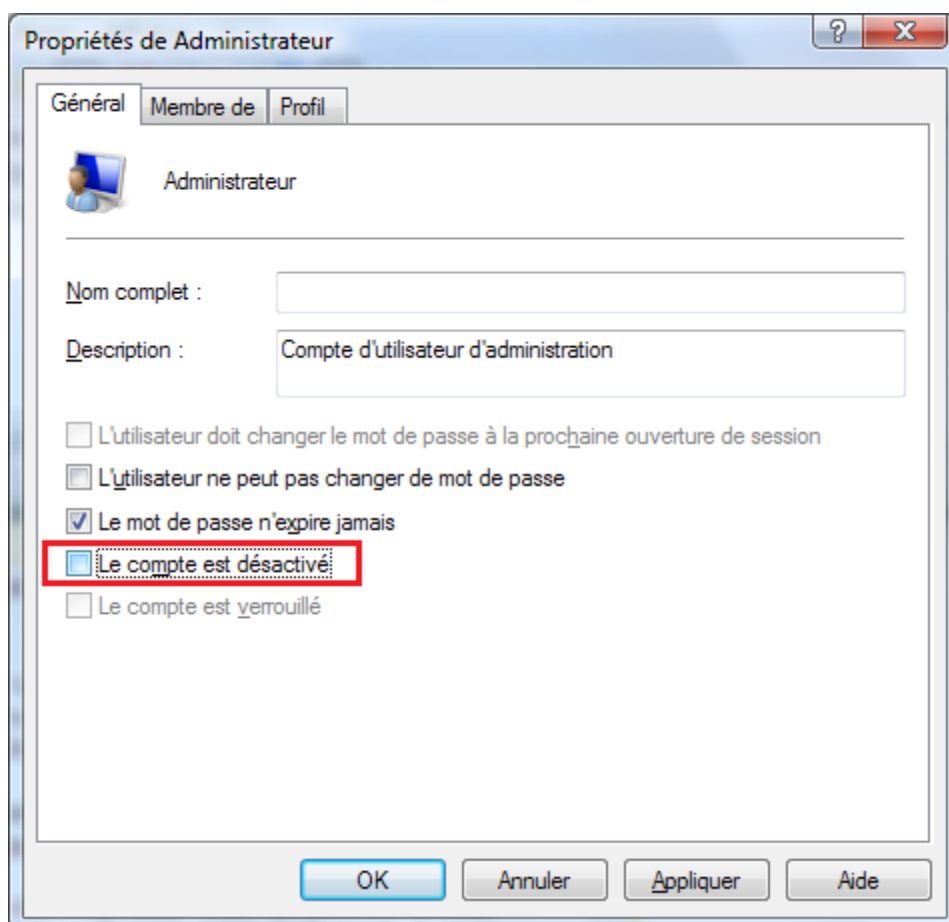 Propriétés de Administrateur
Général Membre de Profil
Administrateur
Nom complet :
Description : Compte d'utilisateur d'administration
L'utilisateur doit changer le mot de passe à la prochaine ouverture de session
L'utilisateur ne peut pas changer de mot de passe
Le mot de passe n'expire jamais
Le compte est désactivé
Le compte est verrouillé
OK Annuler Appliquer Aide